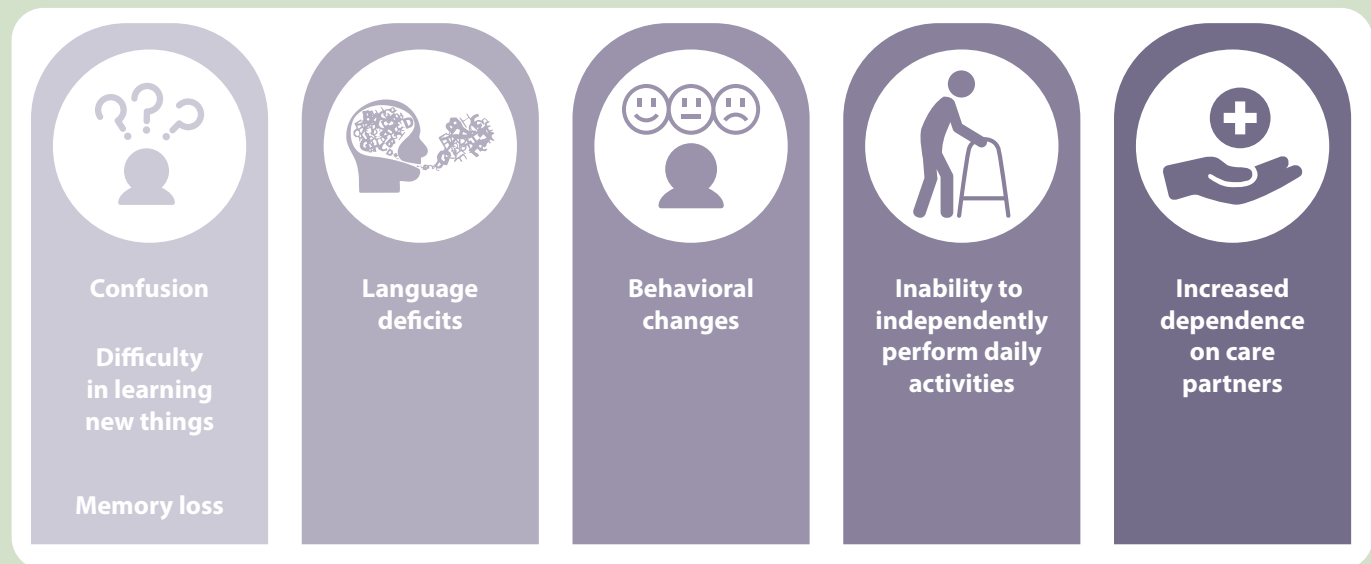 Confusion
Difficulty
in learning
new things
Memory loss
Language
deficits
Behavioral
changes
Inability to
independently
perform daily
activities
Increased
dependence
on care
partners